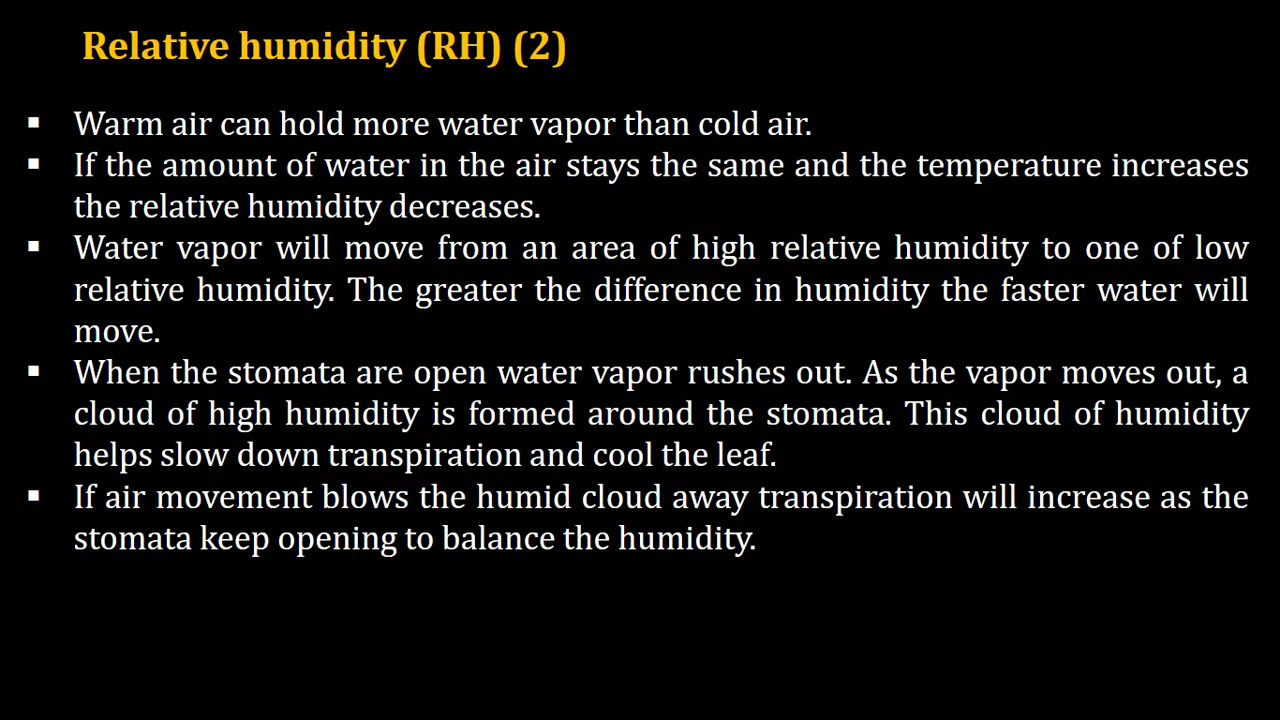 Relative humidity (RH) (2)
▪ Warm air can hold more water vapor than cold air.
▪ If the amount of water in the air stays the same and the temperature increases
the relative humidity decreases.
▪ Water vapor will move from an area of high relative humidity to one of low
relative humidity. The greater the difference in humidity the faster water will
move.
▪ When the stomata are open water vapor rushes out. As the vapor moves out, a
cloud of high humidity is formed around the stomata. This cloud of humidity
helps slow down transpiration and cool the leaf.
▪ If air movement blows the humid cloud away transpiration will increase as the
stomata keep opening to balance the humidity.